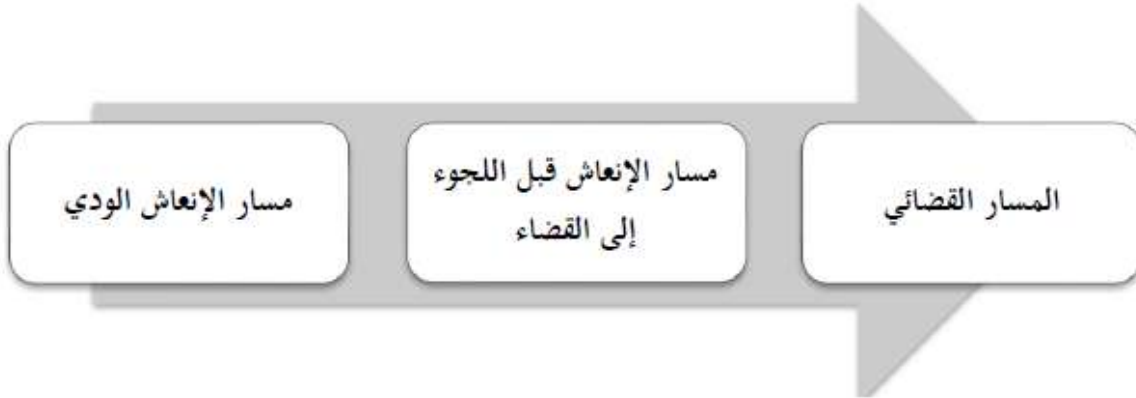 مسار الإنعاش الودي
مسار الإنعاش قبل اللجوء
إلى القضاء
المسار القضائي